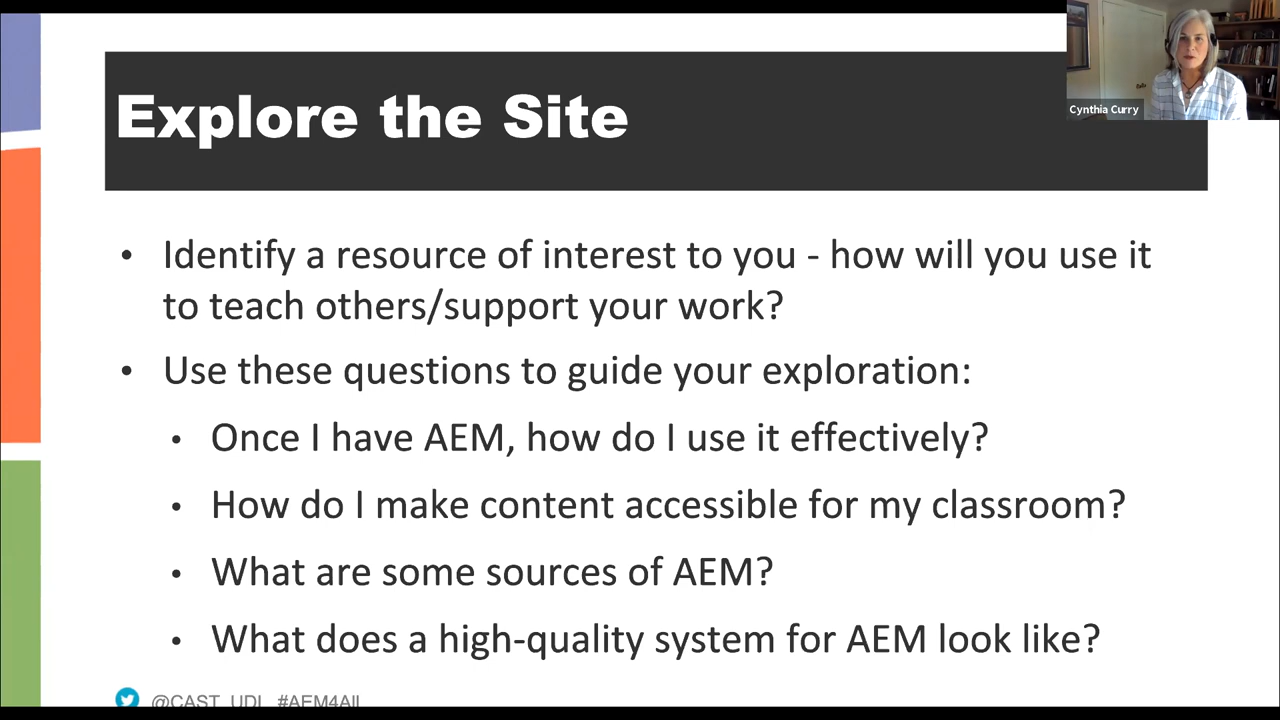 Explore the Site
Cynthia Curry
• Identify a resource of interest to you - how will you use it
to teach others/support your work?
• Use these questions to guide your exploration:
• Once I have AEM, how do I use it effectively?
• How do I make content accessible for my classroom?
• What are some sources of AEM?
• What does a high-quality system for AEM look like?
@CAST_UDL #AEM4All